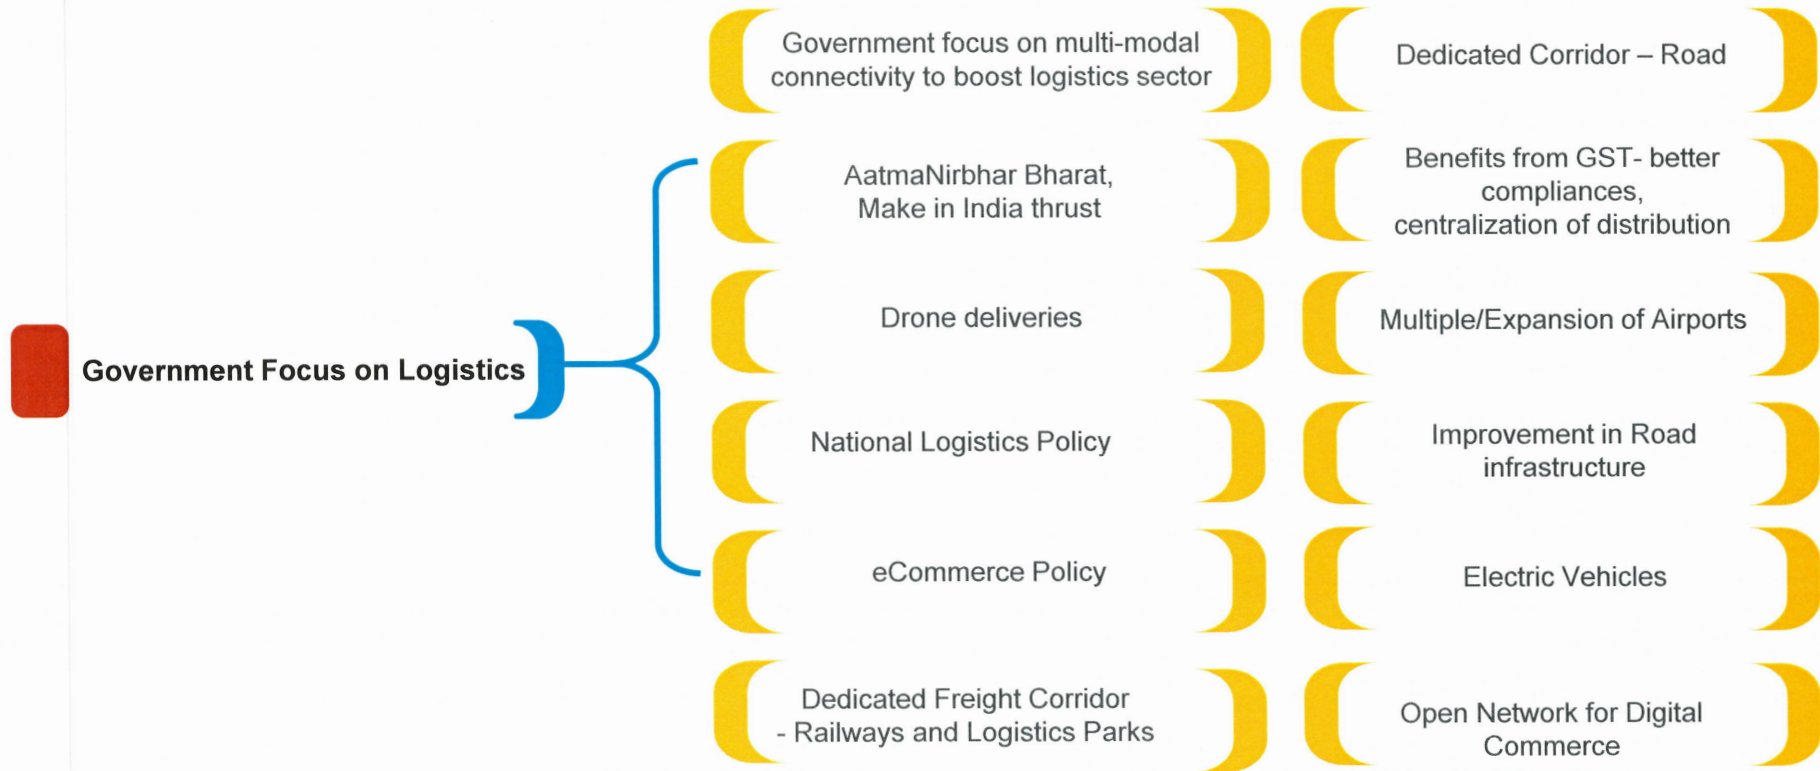 Government Focus on Logistics
Government focus on multi-modal
connectivity to boost logistics sector
AatmaNirbhar Bharat,
Make in India thrust
Drone deliveries
National Logistics Policy
eCommerce Policy
Dedicated Freight Corridor
- Railways and Logistics Parks
Dedicated Corridor – Road
Benefits from GST- better
compliances,
centralization of distribution
Multiple/Expansion of Airports
Improvement in Road
infrastructure
Electric Vehicles
Open Network for Digital
Commerce